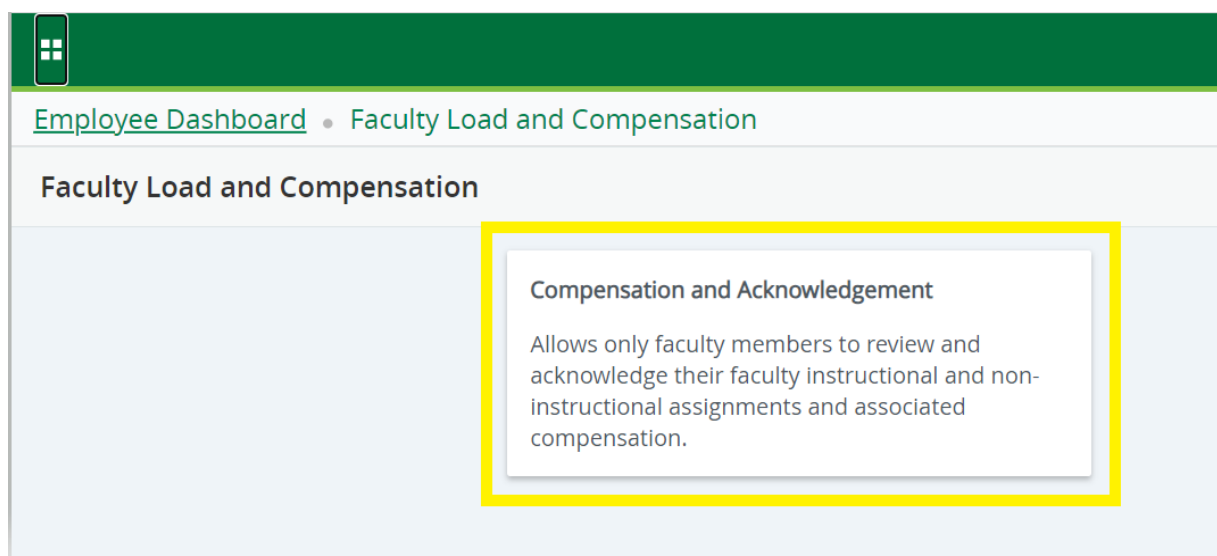 Employee Dashboard • Faculty Load and Compensation
Faculty Load and Compensation
Compensation and Acknowledgement
Allows only faculty members to review and
acknowledge their faculty instructional and non-
instructional assignments and associated
compensation.